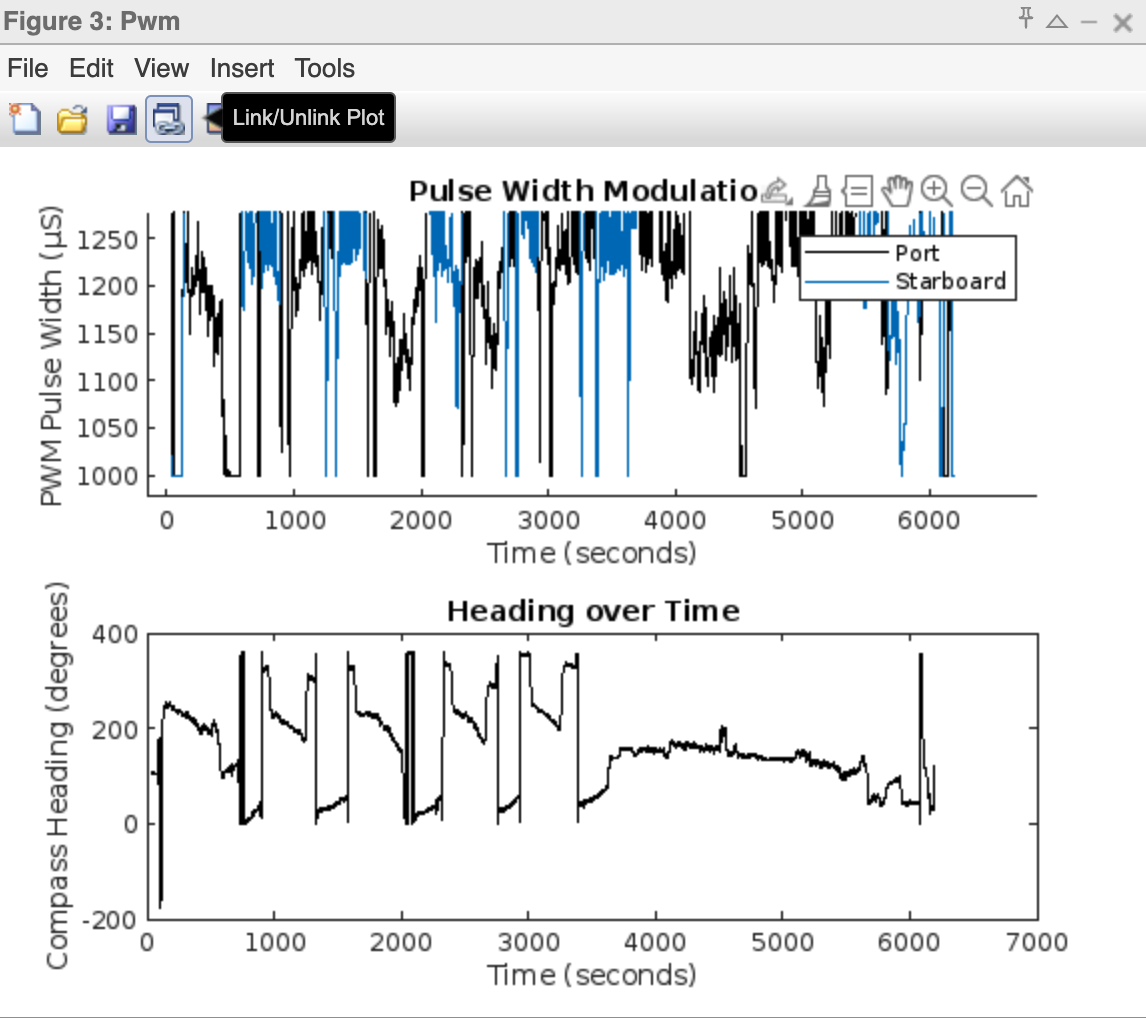 Figure 3: Pwm
File Edit View Insert Tools
Link/Unlink Plot
Pulse Width Modulatio
PWM Pulse Width (μS)
1250
1200
1150
1100
1050
1000
Port
Starboard
0 1000 2000 3000 4000 5000 6000
Time (seconds)
Heading over Time
Compass Heading (degrees)
400
200
0
-200
0 1000 2000 3000 4000 5000 6000 7000
Time (seconds)